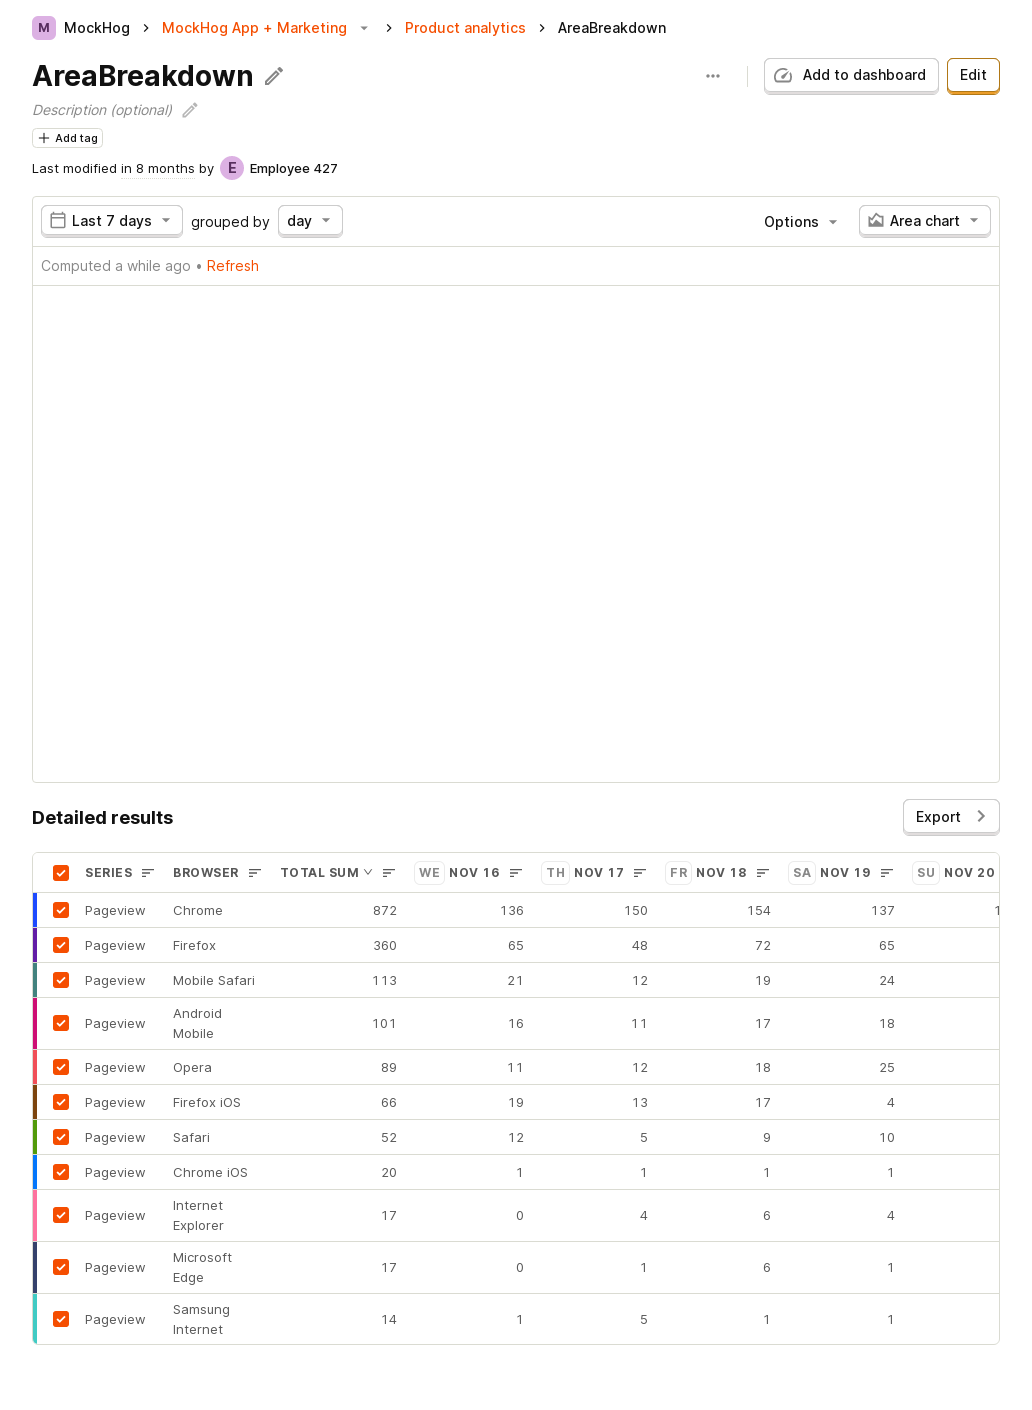 M MockHog MockHog App + Marketing Product analytics AreaBreakdown
AreaBreakdown
Add to dashboard
Edit
Description (optional)
Add tag
Last modified in 8 months by E Employee 427
Last 7 days grouped by day Options Area chart
Computed a while ago • Refresh
Detailed results
Export
SERIES BROWSER TOTAL SUM WE NOV 16 TH NOV 17 FR NOV 18 SA NOV 19 SU NOV 20
Pageview Chrome 872 136 150 154 137
Pageview Firefox 360 65 48 72 65
Pageview Mobile Safari 113 21 12 19 24
Pageview Android Mobile 101 16 11 17 18
Pageview Opera 89 11 12 18 25
Pageview Firefox iOS 66 19 13 17 4
Pageview Safari 52 12 5 9 10
Pageview Chrome iOS 20 1 1 1 1
Pageview Internet Explorer 17 0 4 6 4
Pageview Microsoft Edge 17 0 1 6 1
Pageview Samsung Internet 14 1 5 1 1